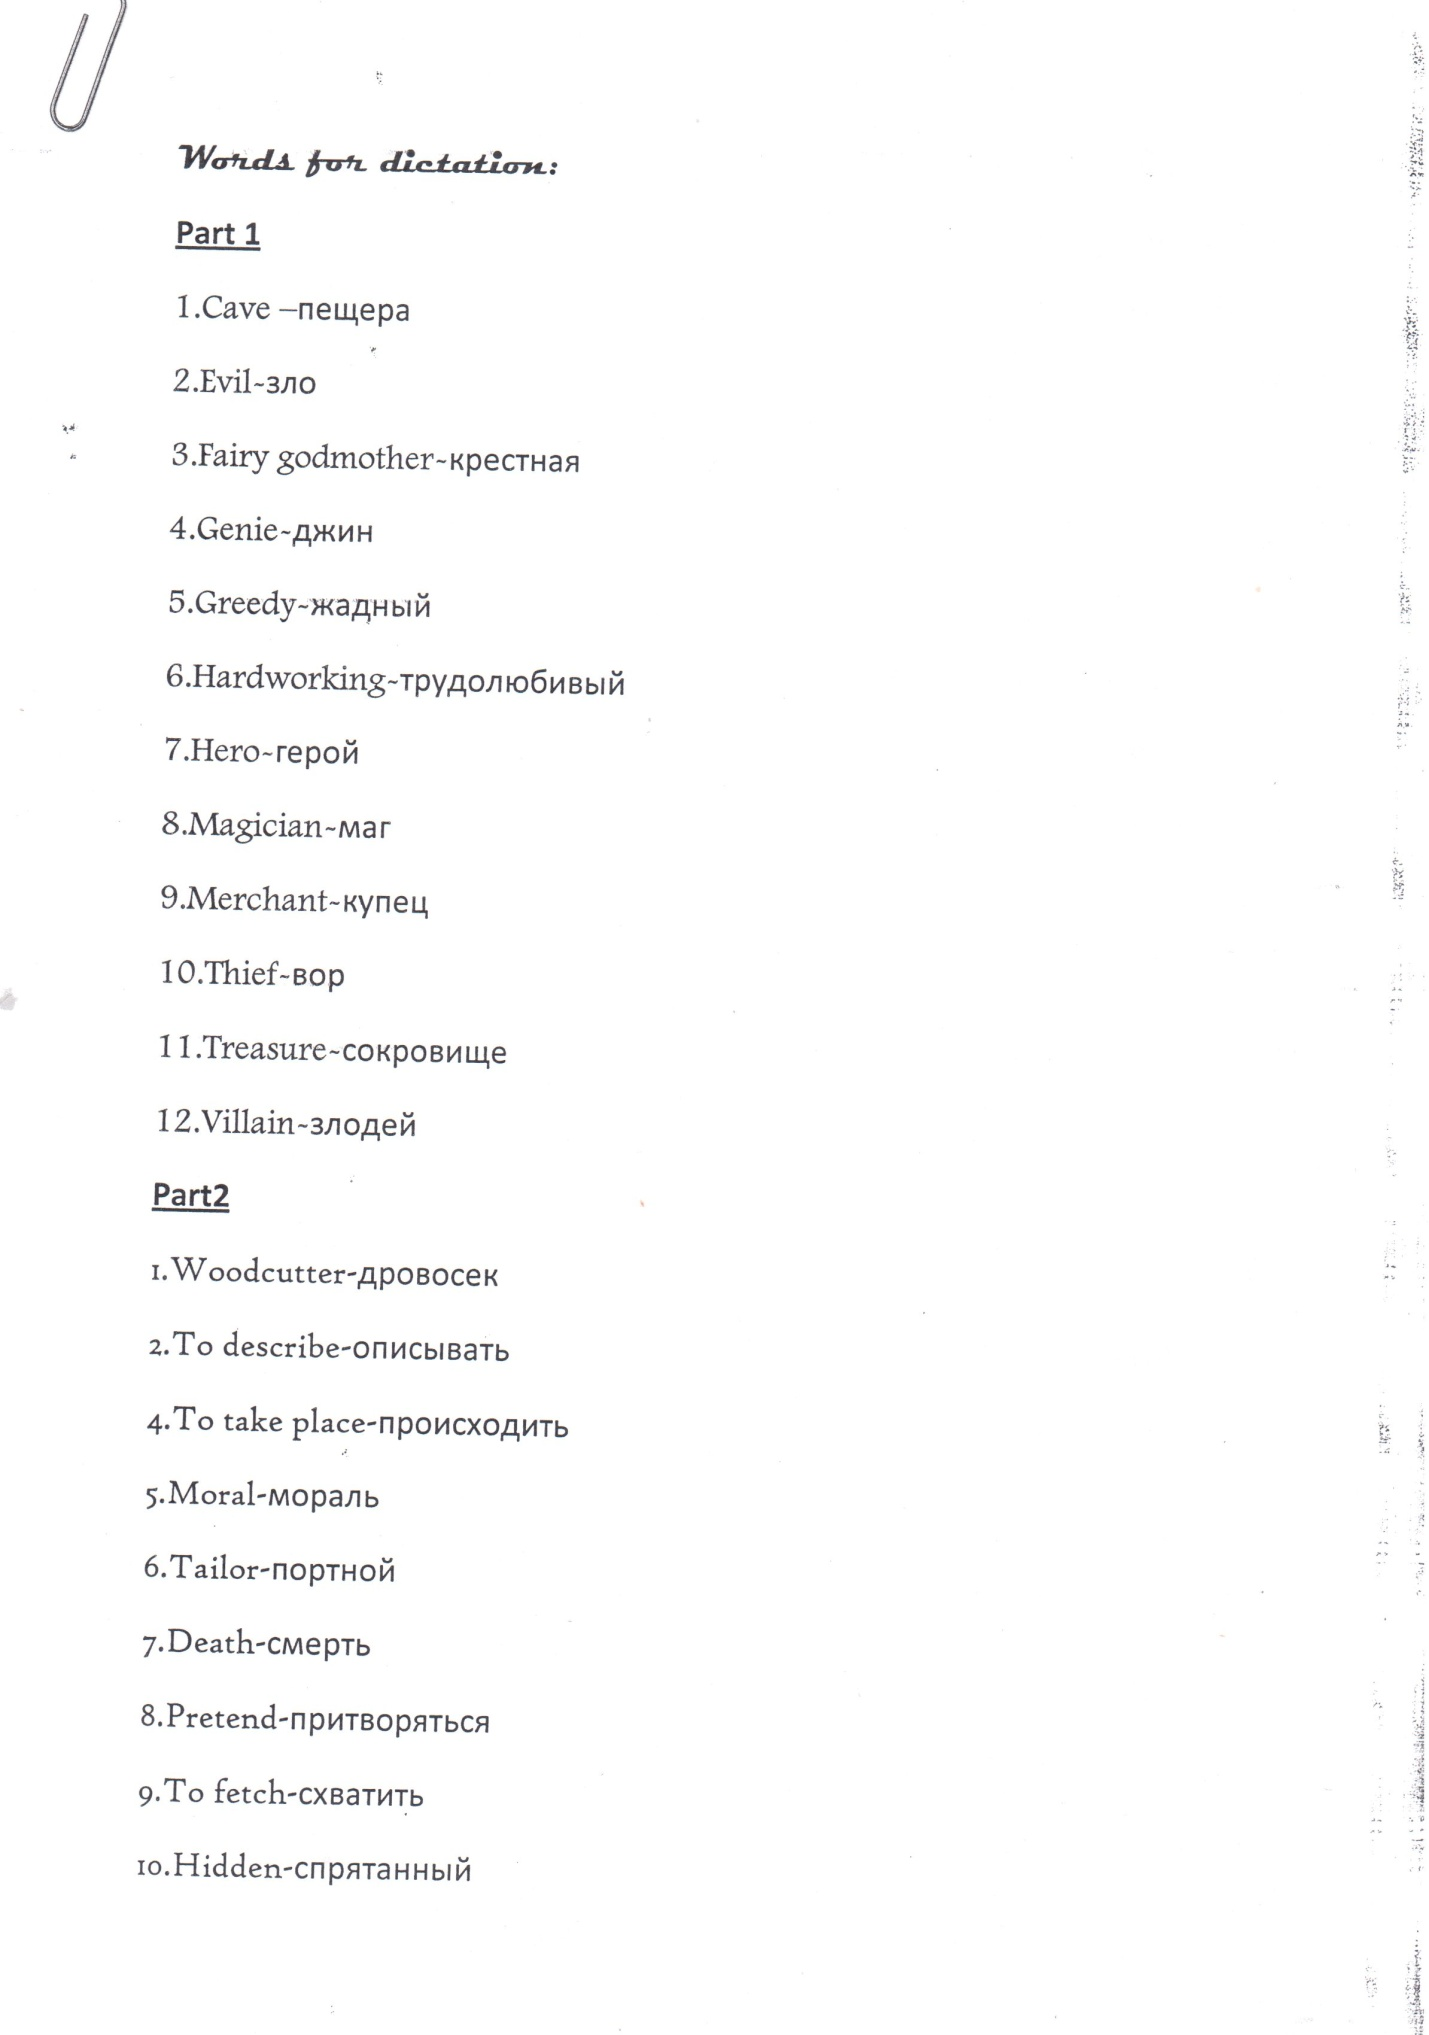 Words for dictation:
Part 1
1.Cave –пещера
2.Evil-зло
3.Fairy godmother-крестная
4.Genie-джин
5.Greedy-жадный
6.Hardworking-трудолюбивый
7.Hero-герой
8.Magician-маг
9.Merchant-купец
10.Thief-вор
11.Treasure-сокровище
12.Villain-злодей
Part2
1.Woodcutter-дровосек
2.To describe-описывать
4.To take place-происходить
5.Moral-мораль
6.Tailor-портной
7.Death-смерть
8.Pretend-притворяться
9.To fetch-схватить
10.Hidden-спрятанный